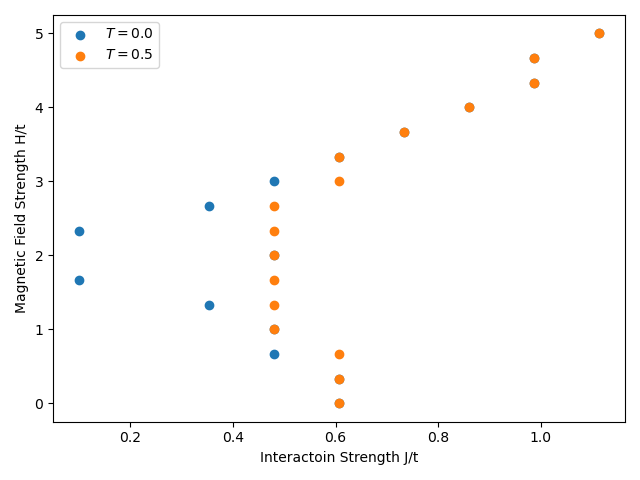 T = 0.0
T = 0.5
5
4
3
2
1
0
Magnetic Field Strength H/t
0.2 0.4 0.6 0.8 1.0
Interactoin Strength J/t